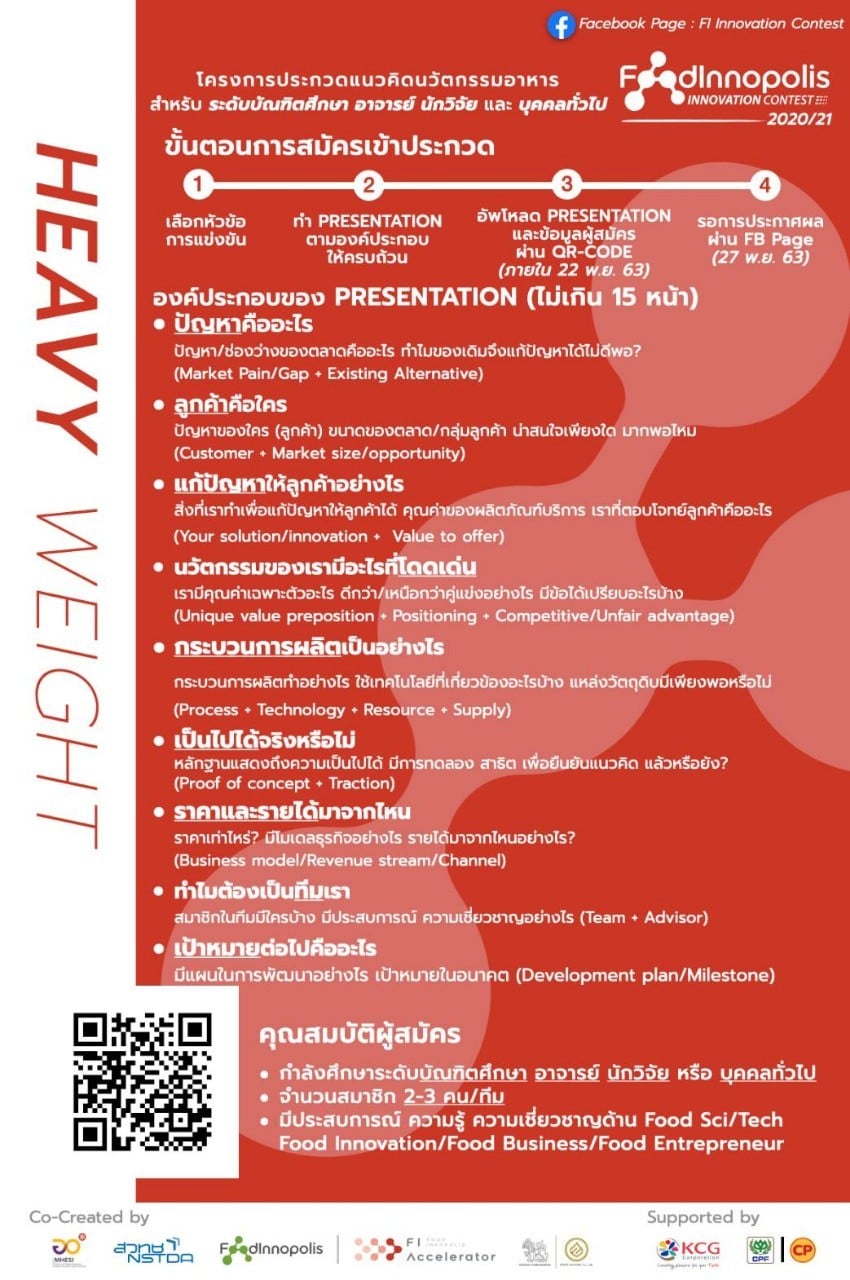 Facebook Page : FI Innovation Contest
โครงการประกวดแนวคิดนวัตกรรมอาหาร
สำหรับ ระดับบัณฑิตศึกษา อาจารย์ นักวิจัย และ บุคคลทั่วไป
FoodInnopolis
INNOVATION CONTEST
2020/21
HEAVY WEIGHT
ขั้นตอนการสมัครเข้าประกวด
1 2 3 4
เลือกหัวข้อ
การแข่งขัน
ทำ PRESENTATION
ตามองค์ประกอบ
ให้ครบถ้วน
อัพโหลด PRESENTATION
และข้อมูลผู้สมัคร
ผ่าน QR-CODE
(ภายใน 22 พ.ย. 63)
รอการประกาศผล
ผ่าน FB Page
(27 พ.ย. 63)
องค์ประกอบของ PRESENTATION (ไม่เกิน 15 หน้า)
• ปัญหาคืออะไร
ปัญหา/ช่องว่างของตลาดคืออะไร ทำไมของเดิมจึงแก้ปัญหาได้ไม่ดีพอ?
(Market Pain/Gap + Existing Alternative)
• ลูกค้าคือใคร
ปัญหาของใคร (ลูกค้า) ขนาดของตลาด/กลุ่มลูกค้า น่าสนใจเพียงใด มากพอไหม
(Customer + Market size/opportunity)
• แก้ปัญหาให้ลูกค้าอย่างไร
สิ่งที่เราทำเพื่อแก้ปัญหาให้ลูกค้าได้ คุณค่าของผลิตภัณฑ์บริการ เราที่ตอบโจทย์ลูกค้าคืออะไร
(Your solution/innovation + Value to offer)
• นวัตกรรมของเรามีอะไรที่โดดเด่น
เรามีคุณค่าเฉพาะตัวอะไร ดีกว่า/เหนือกว่าคู่แข่งอย่างไร มีข้อได้เปรียบอะไรบ้าง
(Unique value preposition + Positioning + Competitive/Unfair advantage)
• กระบวนการผลิตเป็นอย่างไร
กระบวนการผลิตทำอย่างไร ใช้เทคโนโลยีที่เกี่ยวข้องอะไรบ้าง แหล่งวัตถุดิบมีเพียงพอหรือไม่
(Process + Technology + Resource + Supply)
• เป็นไปได้จริงหรือไม่
หลักฐานแสดงถึงความเป็นไปได้ มีการทดลอง สาธิต เพื่อยืนยันแนวคิด แล้วหรือยัง?
(Proof of concept + Traction)
• ราคาและรายได้มาจากไหน
ราคาเท่าไหร่? มีโมเดลธุรกิจอย่างไร รายได้มาจากไหนอย่างไร?
(Business model/Revenue stream/Channel)
• ทำไมต้องเป็นทีมเรา
สมาชิกในทีมมีใครบ้าง มีประสบการณ์ ความเชี่ยวชาญอย่างไร (Team + Advisor)
• เป้าหมายต่อไปคืออะไร
มีแผนในการพัฒนาอย่างไร เป้าหมายในอนาคต (Development plan/Milestone)
คุณสมบัติผู้สมัคร
• กำลังศึกษาระดับบัณฑิตศึกษา อาจารย์ นักวิจัย หรือ บุคคลทั่วไป
• จำนวนสมาชิก 2-3 คน/ทีม
• มีประสบการณ์ ความรู้ ความเชี่ยวชาญด้าน Food Sci/Tech
Food Innovation/Food Business/Food Entrepreneur
Co-Created by
Supported by
MHESI
สวทช NSTDA
FoodInnopolis
FI FOOD INNOPOLIS
Accelerator
KCG
Corporation
CPF
CP